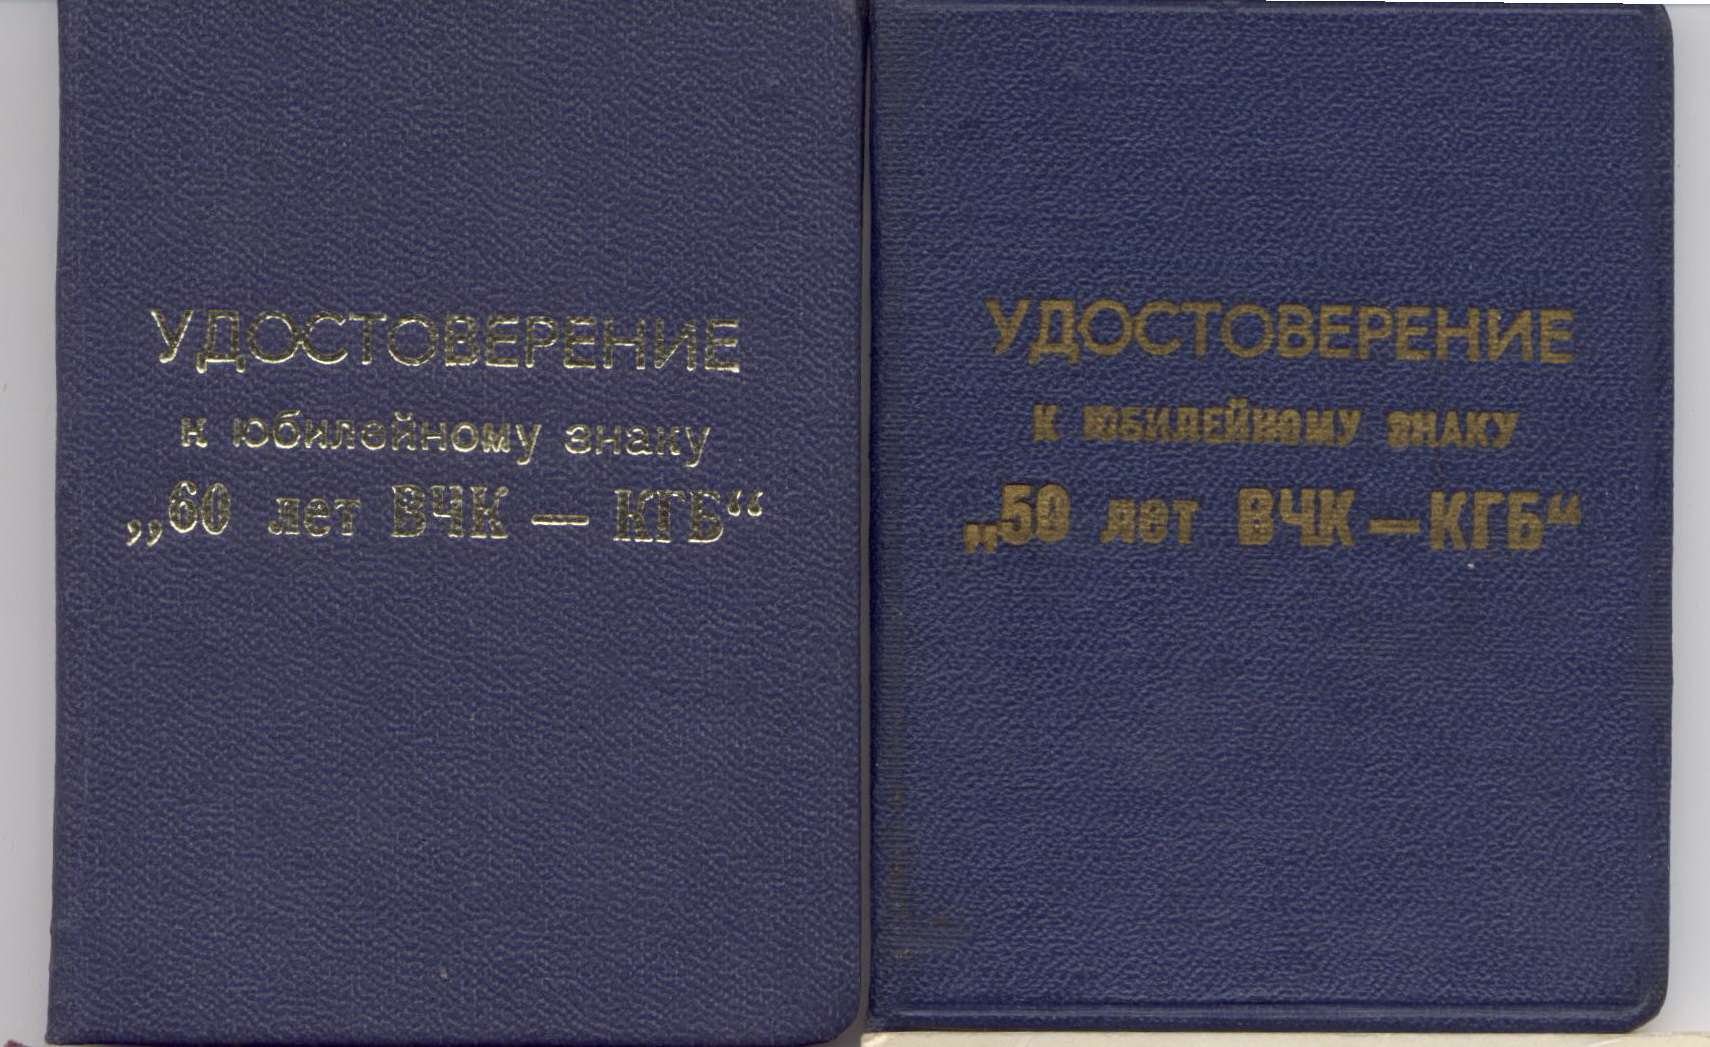 УДОСТОВЕРЕНИЕ
к юбилейному знаку
„60 лет ВЧК — КГБ“
УДОСТОВЕРЕНИЕ
К ЮБИЛЕЙНОМУ ЗНАКУ
„50 лет ВЧК — КГБ“